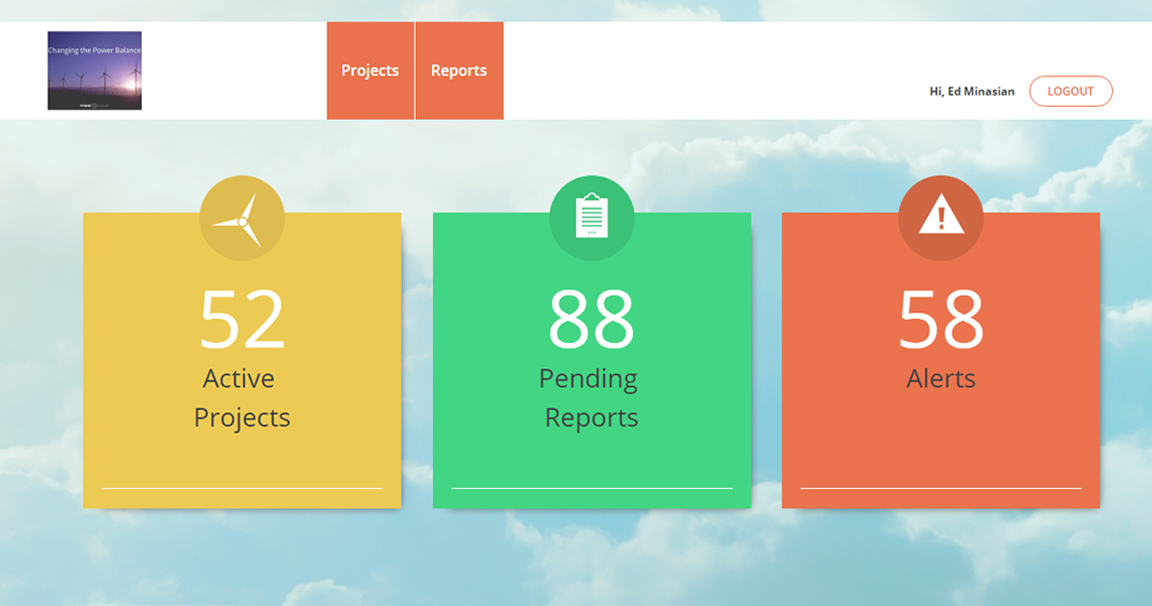 Changing the Power Balance
Projects
Reports
Hi, Ed Minasian
LOGOUT
52
Active
Projects
88
Pending
Reports
58
Alerts